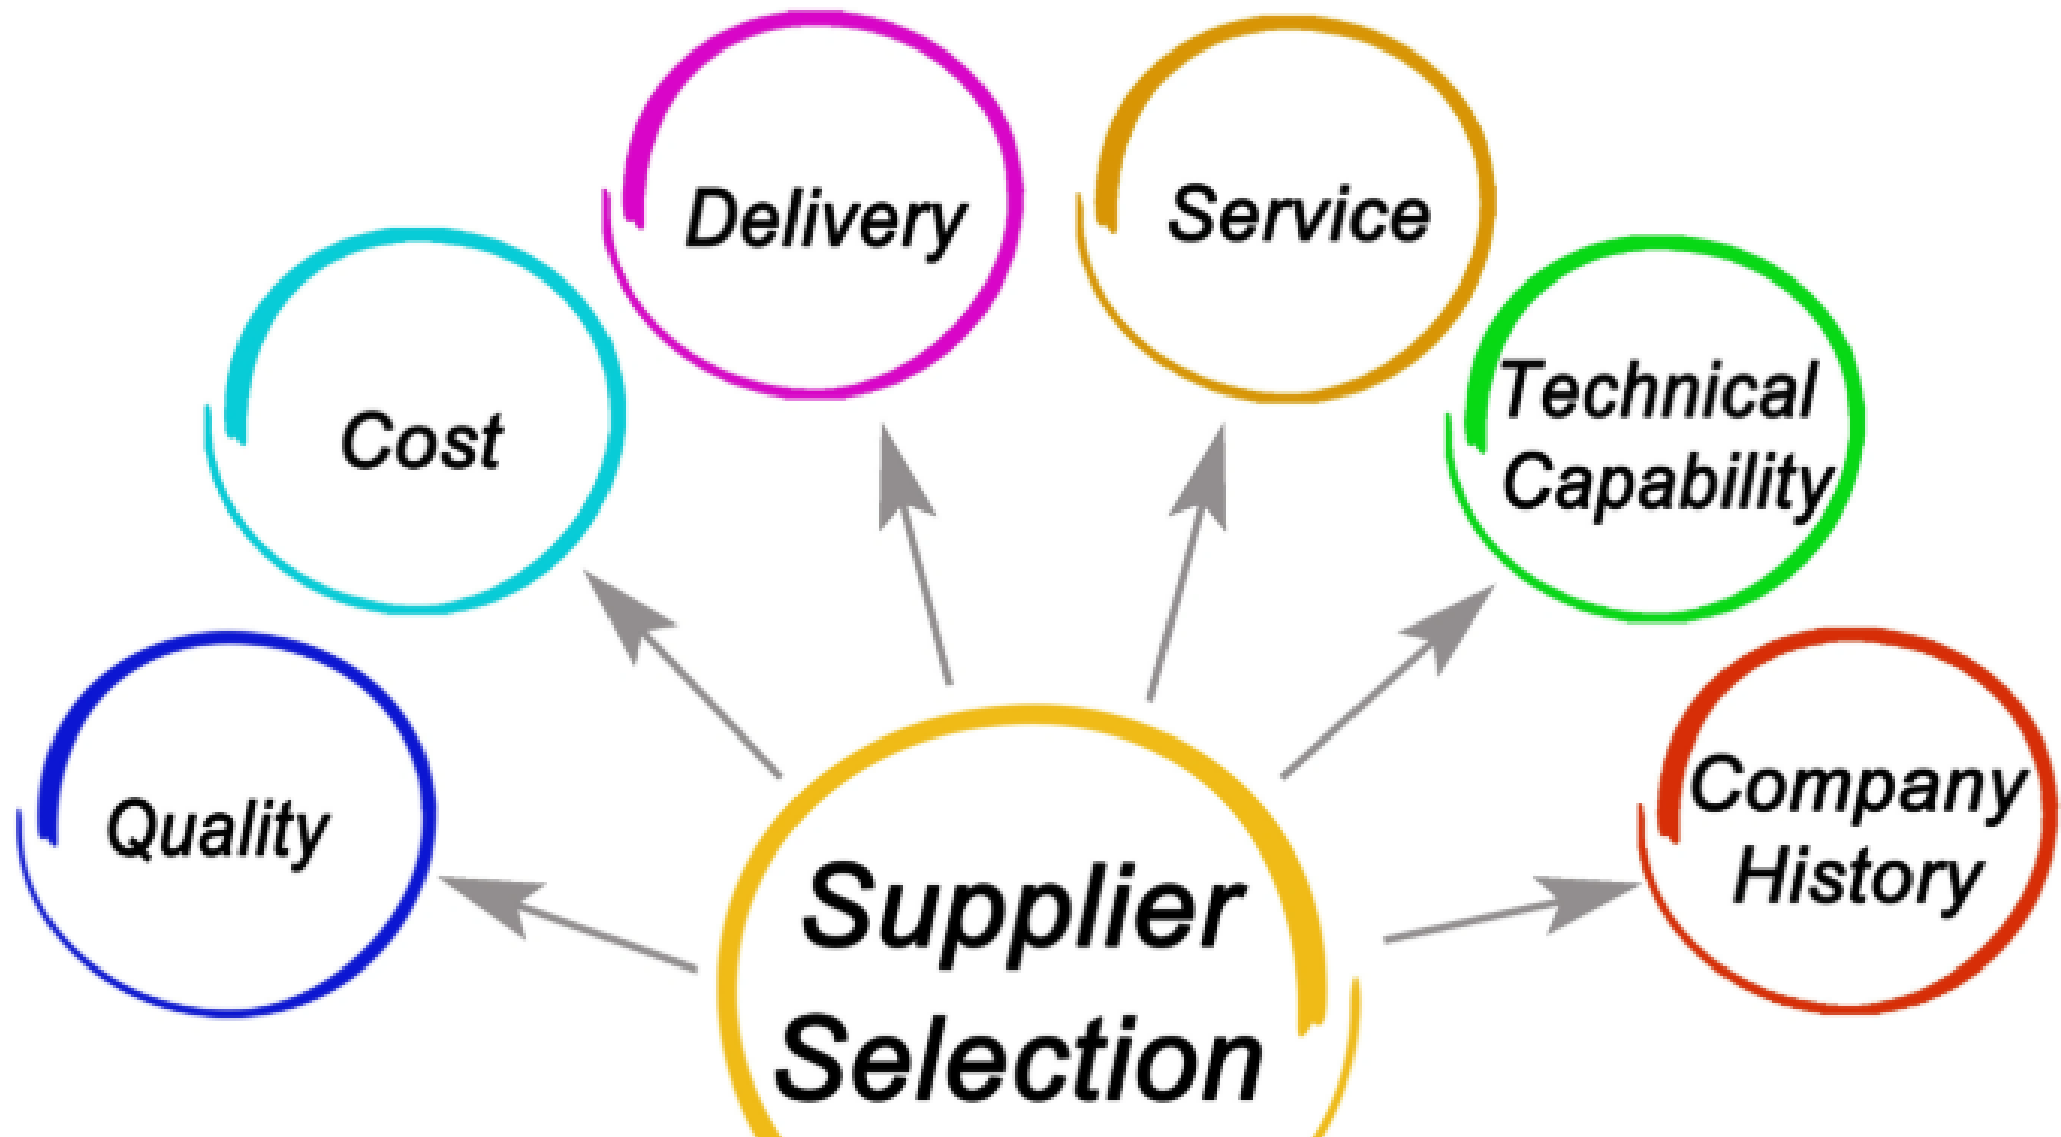 Delivery
Service
Cost
Technical
Capability
Quality
Company
History
Supplier
Selection